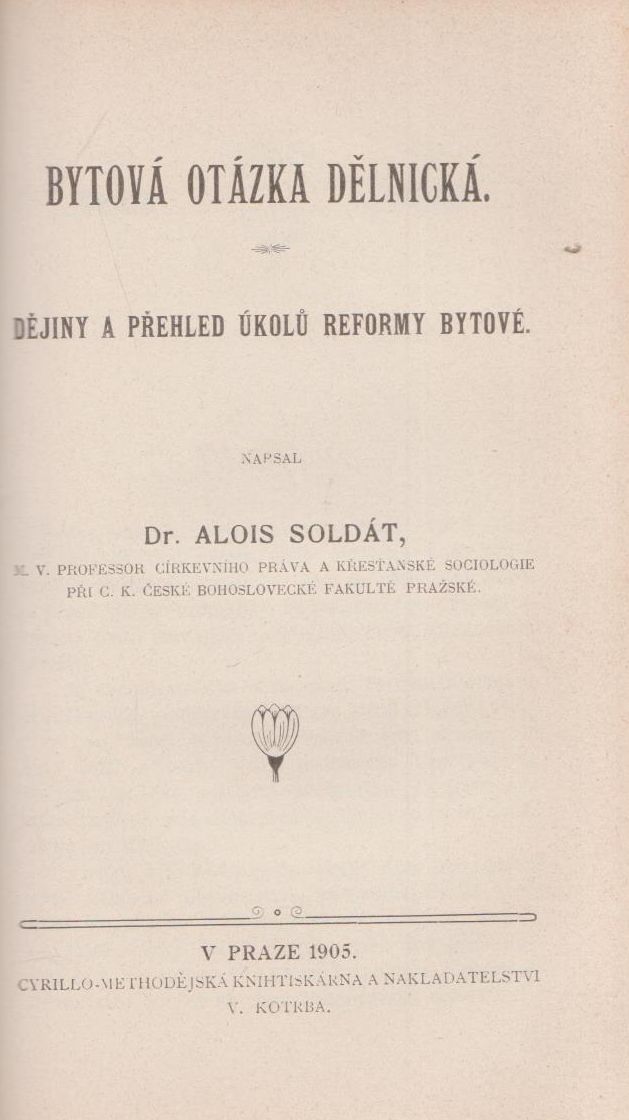 BYTOVÁ OTÁZKA DĚLNICKÁ.
DĚJINY A PŘEHLED ÚKOLŮ REFORMY BYTOVÉ.
NAPSAL
Dr. ALOIS SOLDÁT,
M. V. PROFESSOR CÍRKEVNÍHO PRÁVA A KŘESŤANSKÉ SOCIOLOGIE
PŘI C. K. ČESKÉ BOHOSLOVECKÉ FAKULTĚ PRAŽSKÉ.
V PRAZE 1905.
CYRILLO-METHODĚJSKÁ KNIHTISKÁRNA A NAKLADATELSTVÍ
V. KOTRBA.